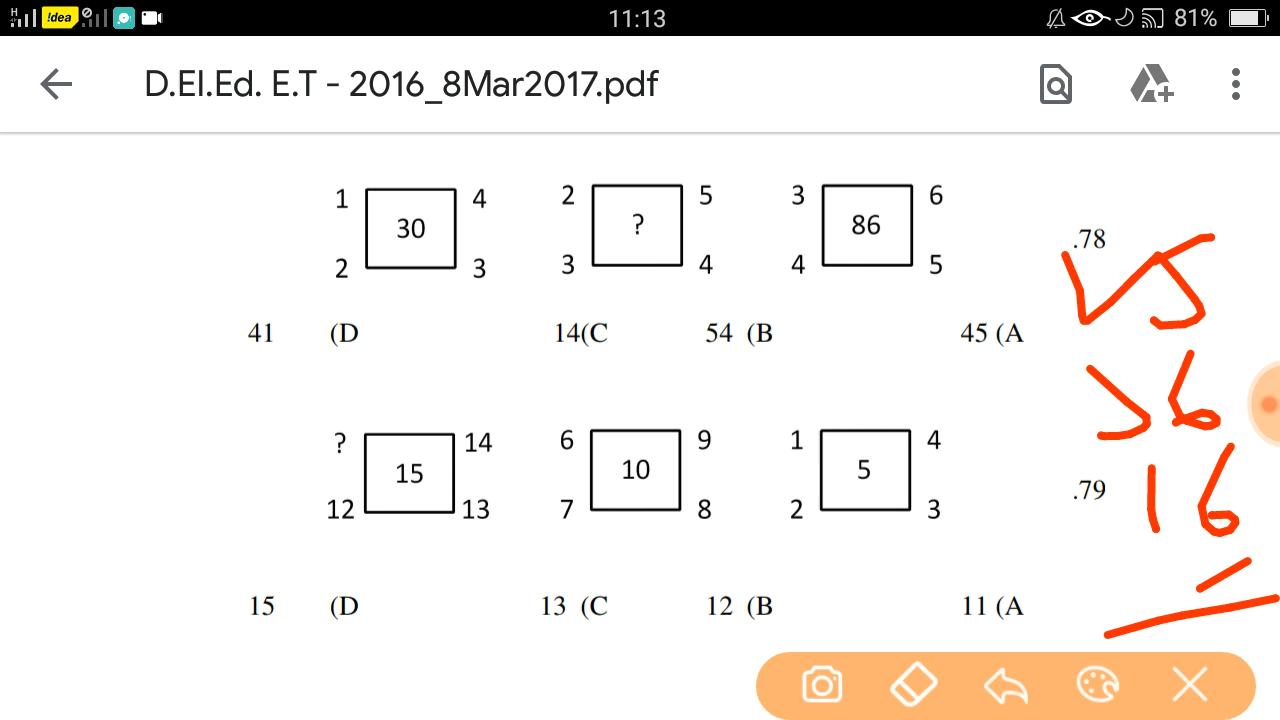 !dea 11:13 81%
D.El.Ed. E.T - 2016_8Mar2017.pdf
1 4 2 5 3 6
30 ? 86 .78
2 3 3 4 4 5
41 (D 14(C 54 (B 45 (A
? 14 6 9 1 4
15 10 5 .79
12 13 7 8 2 3
15 (D 13 (C 12 (B 11 (A
16